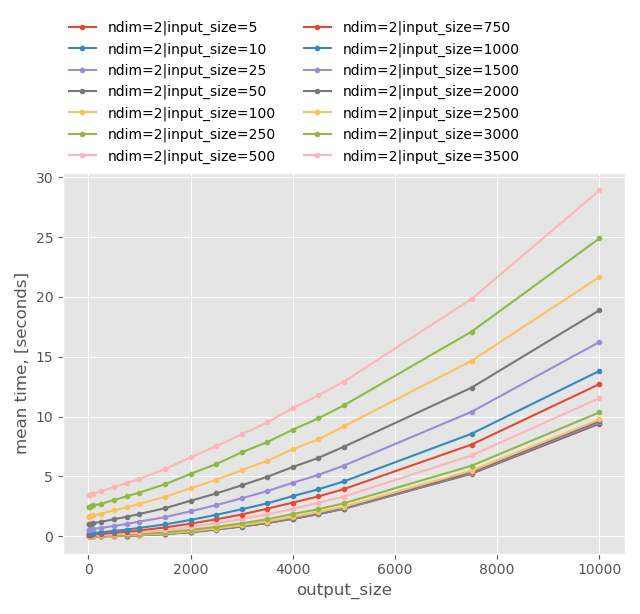 ndim=2|input_size=5
ndim=2|input_size=10
ndim=2|input_size=25
ndim=2|input_size=50
ndim=2|input_size=100
ndim=2|input_size=250
ndim=2|input_size=500
ndim=2|input_size=750
ndim=2|input_size=1000
ndim=2|input_size=1500
ndim=2|input_size=2000
ndim=2|input_size=2500
ndim=2|input_size=3000
ndim=2|input_size=3500
mean time, [seconds]
30
25
20
15
10
5
0
0 2000 4000 6000 8000 10000
output_size